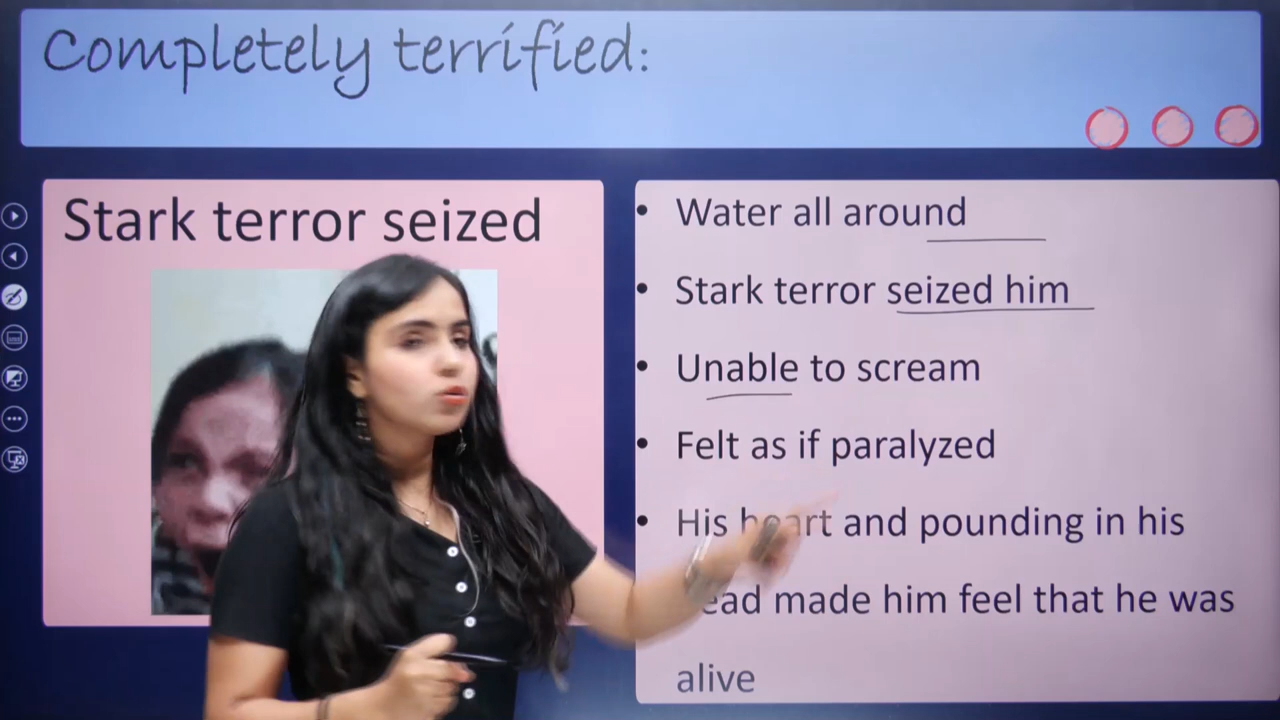 Completely terrified:
Stark terror seized
• Water all around
• Stark terror seized him
• Unable to scream
• Felt as if paralyzed
• His heart and pounding in his
ead made him feel that he was
alive